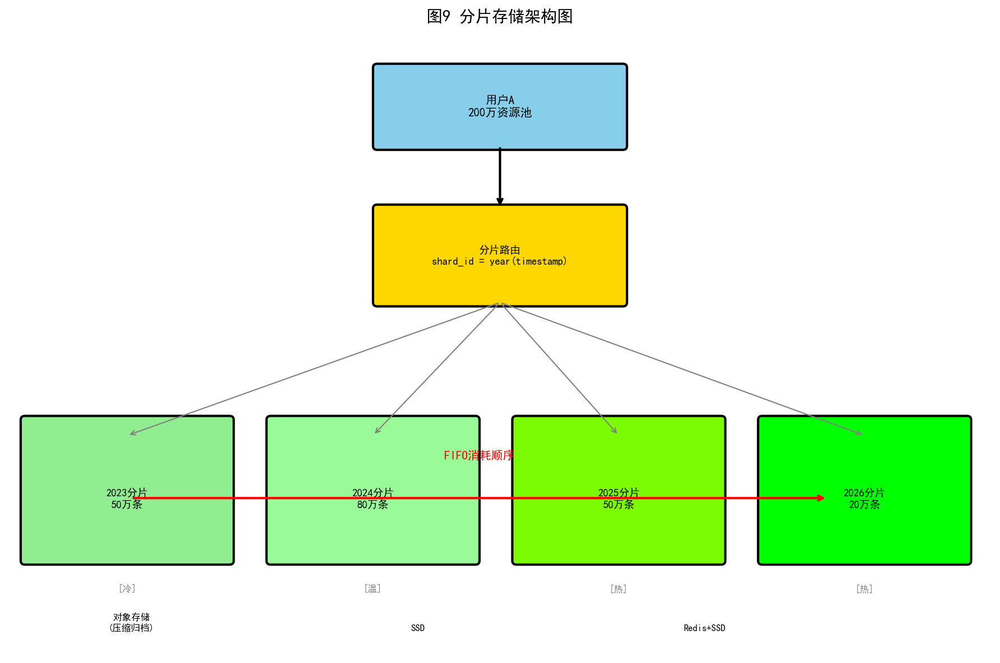 图9 分片存储架构图
用户A
200万资源池
分片路由
shard_id = year(timestamp)
FIFO消耗顺序
2023分片
50万条
2024分片
80万条
2025分片
50万条
2026分片
20万条
[冷]
[温]
[热]
[热]
对象存储
(压缩归档)
SSD
Redis+SSD